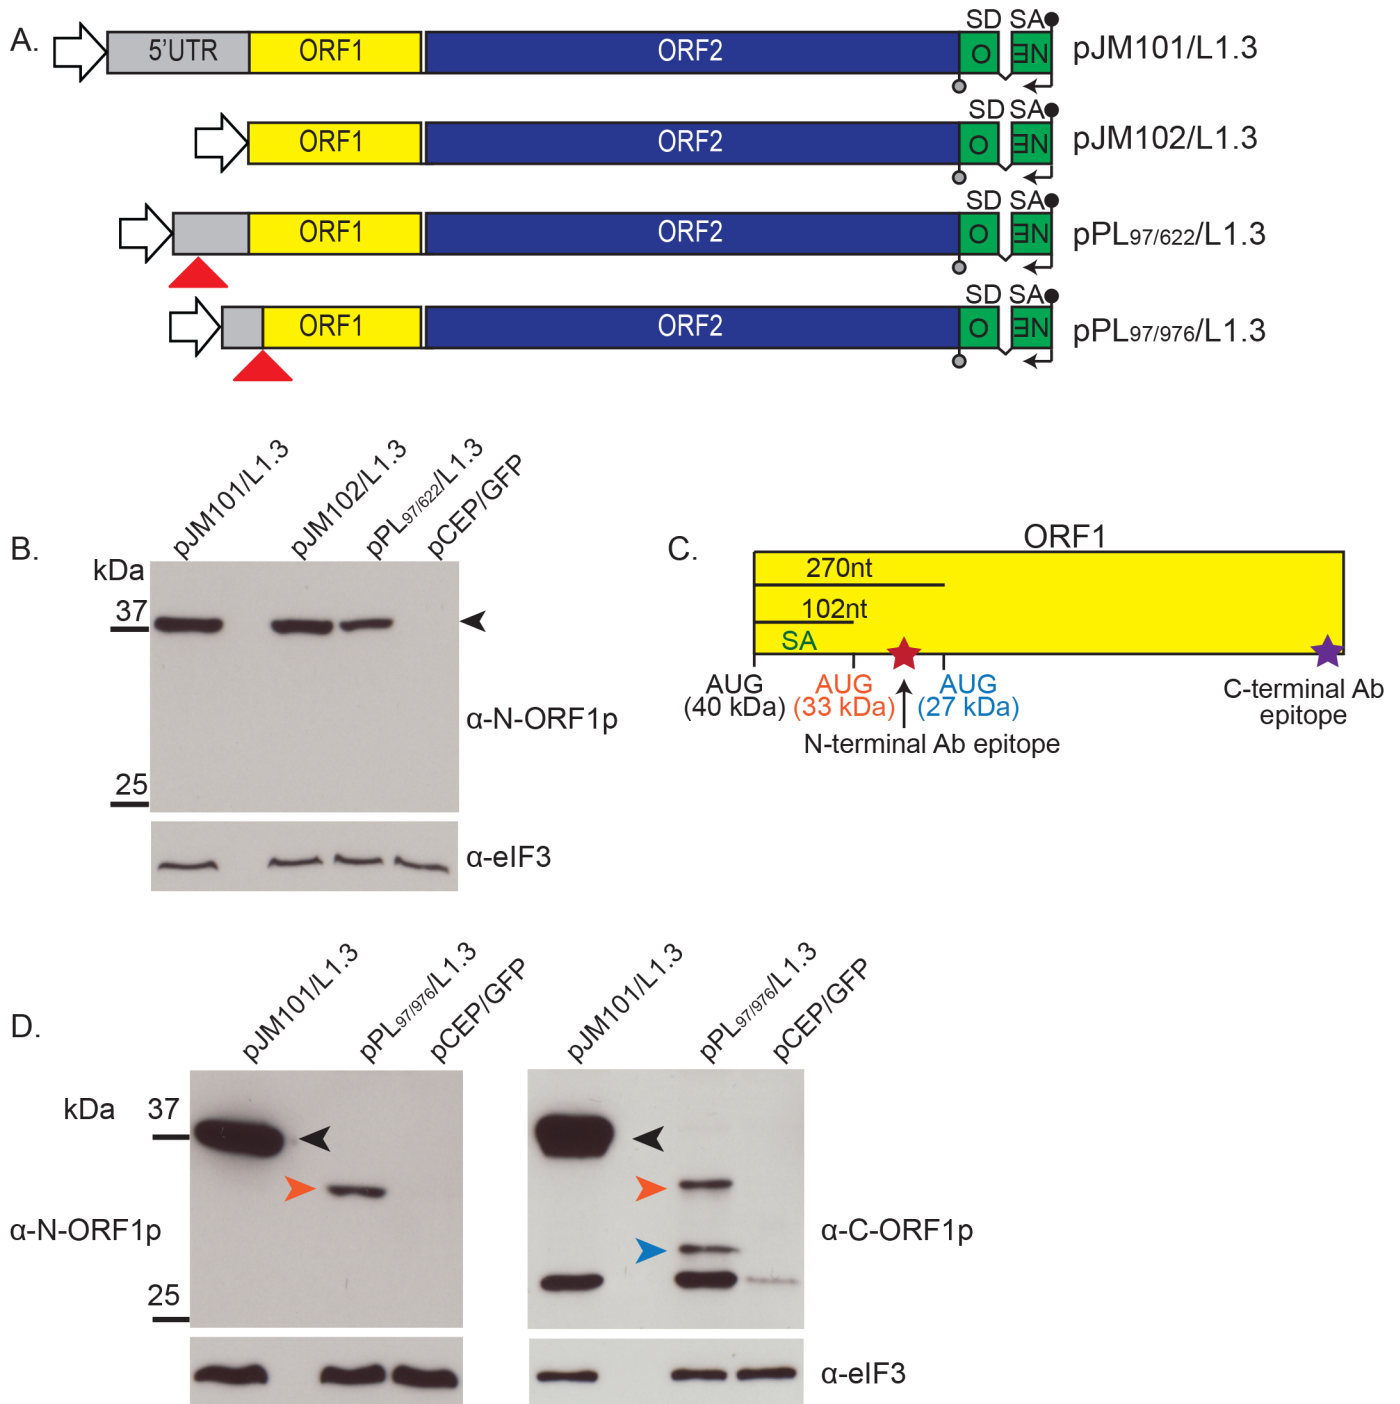 A.
SD SA
5'UTR ORF1 ORF2 O NE pJM101/L1.3
SD SA
ORF1 ORF2 O NE pJM102/L1.3
SD SA
ORF1 ORF2 O NE pPL97/622/L1.3
SD SA
ORF1 ORF2 O NE pPL97/976/L1.3
B.
pJM101/L1.3 pJM102/L1.3 pPL97/622/L1.3 pCEP/GFP
kDa
37
α-N-ORF1p
25
α-eIF3
C.
ORF1
270nt
102nt
SA
AUG AUG AUG
(40 kDa) (33 kDa) (27 kDa)
N-terminal Ab epitope
C-terminal Ab
epitope
D.
pJM101/L1.3 pPL97/976/L1.3 pCEP/GFP
pJM101/L1.3 pPL97/976/L1.3 pCEP/GFP
kDa 37
α-N-ORF1p
α-C-ORF1p
25
α-eIF3